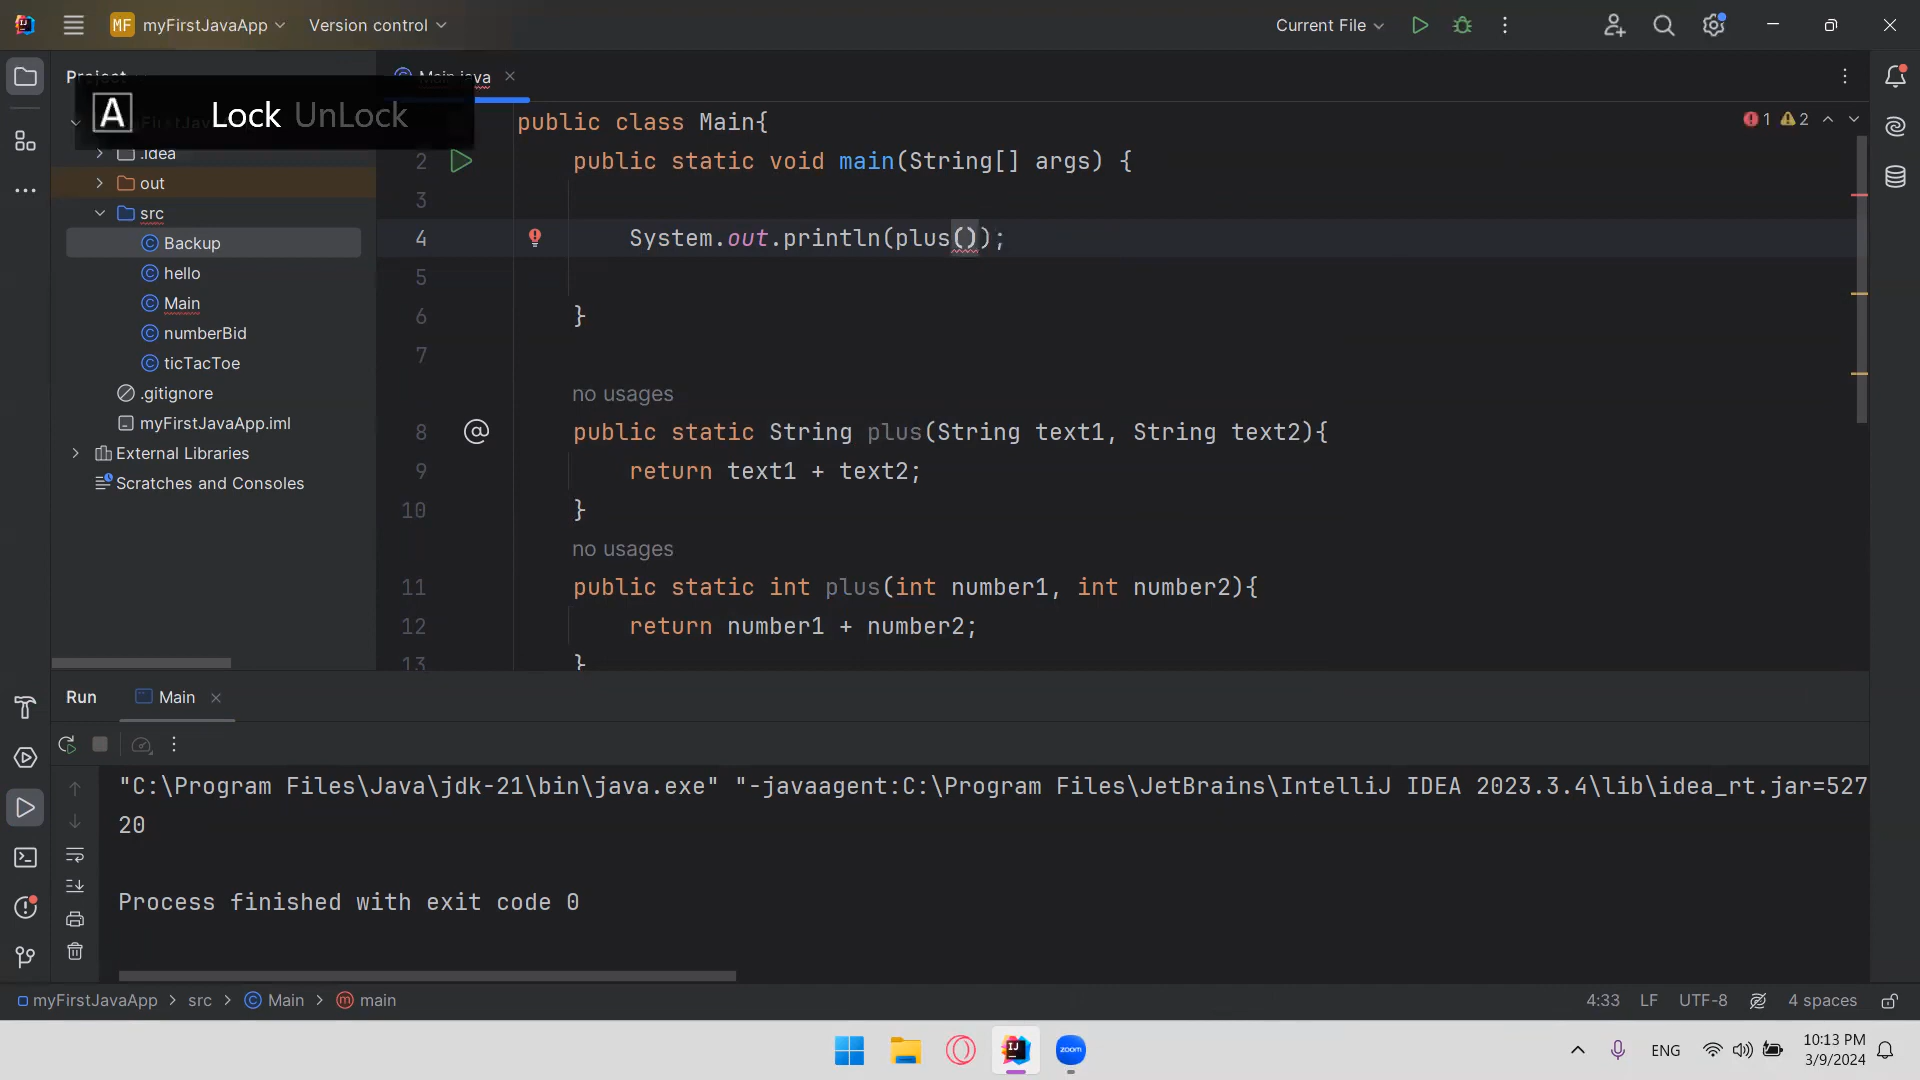 MF myFirstJavaApp Version control Current File
Project Main.java
A Lock UnLock
.idea
out
src
Backup
hello
Main
numberBid
ticTacToe
.gitignore
myFirstJavaApp.iml
External Libraries
Scratches and Consoles
public class Main{
1 2
2 public static void main(String[] args) {
3
4 System.out.println(plus());
5
6 }
7
no usages
8 @ public static String plus(String text1, String text2){
9 return text1 + text2;
10 }
no usages
11 public static int plus(int number1, int number2){
12 return number1 + number2;
13 }
Run Main
"C:\Program Files\Java\jdk-21\bin\java.exe" "-javaagent:C:\Program Files\JetBrains\IntelliJ IDEA 2023.3.4\lib\idea_rt.jar=527
20
Process finished with exit code 0
myFirstJavaApp > src > Main > main 4:33 LF UTF-8 4 spaces
zoom
ENG 10:13 PM
3/9/2024